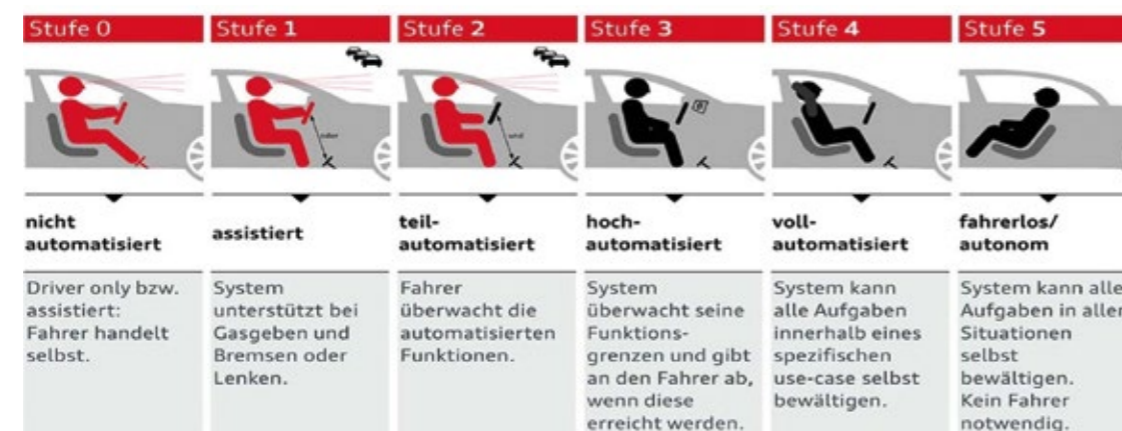 Stufe 0
Stufe 1
Stufe 2
Stufe 3
Stufe 4
Stufe 5
oder
und
nicht
automatisiert
assistiert
teil-
automatisiert
hoch-
automatisiert
voll-
automatisiert
fahrerlos/
autonom
Driver only bzw.
assistiert:
Fahrer handelt
selbst.
System
unterstützt bei
Gasgeben und
Bremsen oder
Lenken.
Fahrer
überwacht die
automatisierten
Funktionen.
System
überwacht seine
Funktions-
grenzen und gibt
an den Fahrer ab,
wenn diese
erreicht werden.
System kann
alle Aufgaben
innerhalb eines
spezifischen
use-case selbst
bewältigen.
System kann alle
Aufgaben in allen
Situationen
selbst
bewältigen.
Kein Fahrer
notwendig.